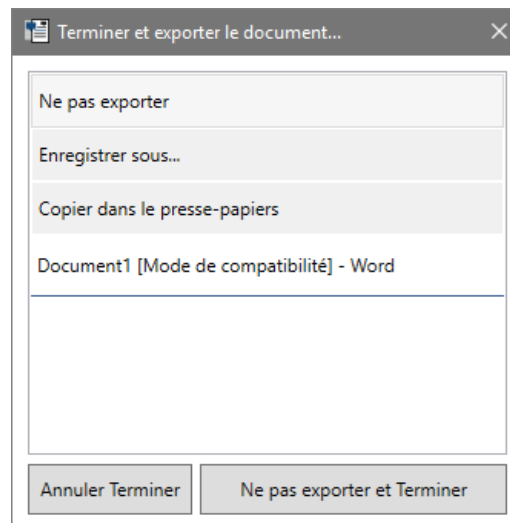 Terminer et exporter le document...
Ne pas exporter
Enregistrer sous...
Copier dans le presse-papiers
Document1 [Mode de compatibilité] - Word
Annuler Terminer
Ne pas exporter et Terminer